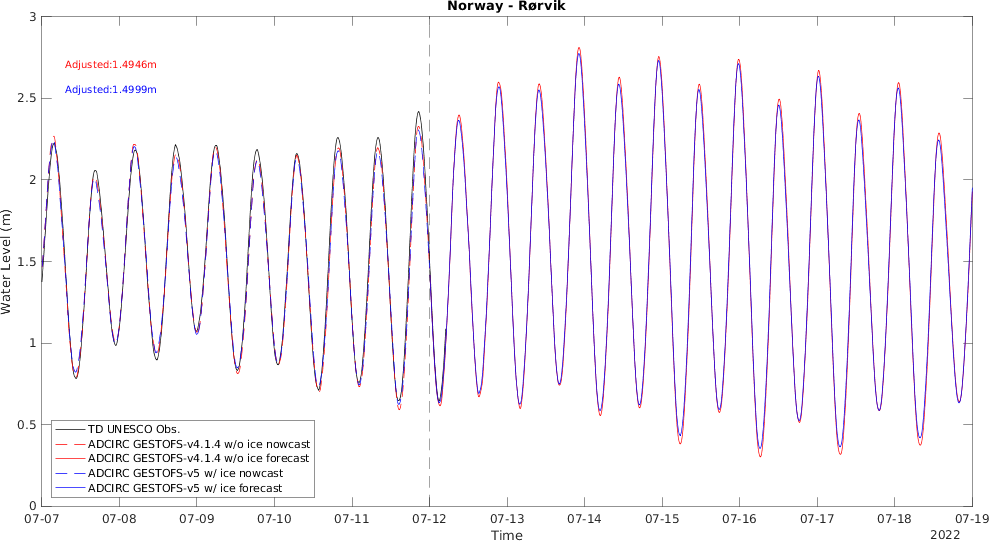 Norway - Rørvik
3
2.5
2
1.5
1
0.5
0
Water Level (m)
Adjusted:1.4946m
Adjusted:1.4999m
TD UNESCO Obs.
ADCIRC GESTOFS-v4.1.4 w/o ice nowcast
ADCIRC GESTOFS-v4.1.4 w/o ice forecast
ADCIRC GESTOFS-v5 w/ ice nowcast
ADCIRC GESTOFS-v5 w/ ice forecast
07-07 07-08 07-09 07-10 07-11 07-12 07-13 07-14 07-15 07-16 07-17 07-18 07-19
Time
2022